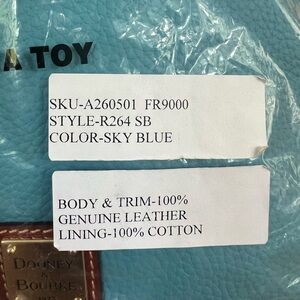 A TOY
SKU-A260501 FR9000
STYLE-R264 SB
COLOR-SKY BLUE
BODY & TRIM-100%
GENUINE LEATHER
LINING-100% COTTON
DOONEY
&
BOURKE